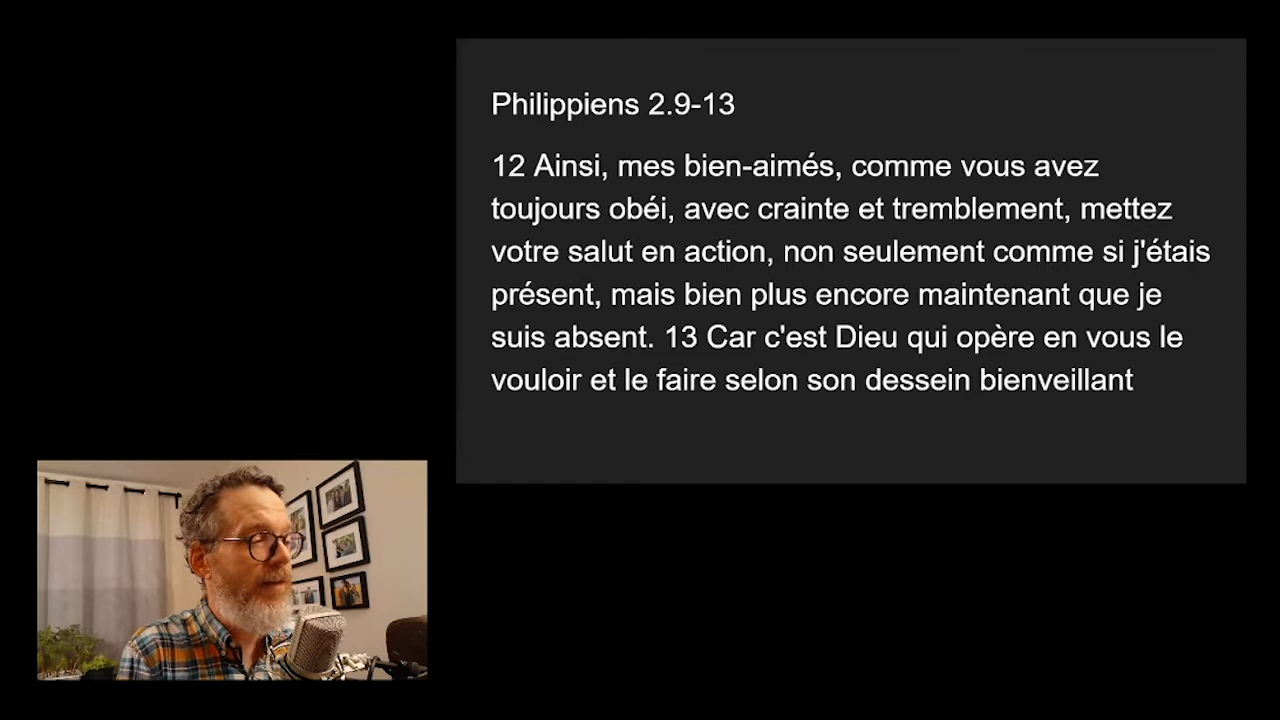 Philippiens 2.9-13
12 Ainsi, mes bien-aimés, comme vous avez
toujours obéi, avec crainte et tremblement, mettez
votre salut en action, non seulement comme si j'étais
présent, mais bien plus encore maintenant que je
suis absent. 13 Car c'est Dieu qui opère en vous le
vouloir et le faire selon son dessein bienveillant